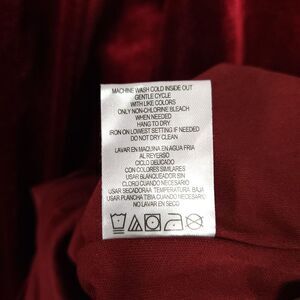 MACHINE WASH COLD INSIDE OUT
GENTLE CYCLE
WITH LIKE COLORS
ONLY NON-CHLORINE BLEACH
WHEN NEEDED
HANG TO DRY
IRON ON LOWEST SETTING IF NEEDED
DO NOT DRY CLEAN
LAVAR EN MAQUINA EN AGUA FRIA
AL REVERSO
CICLO DELICADO
CON COLORES SIMILARES
USAR BLANQUEADOR SIN
CLORO CUANDO NECESARIO
USAR SECADORA A TEMPERATURA BAJA
USAR PLANCHA TIBIA CUANDO NECESARIO
NO LAVAR EN SECO